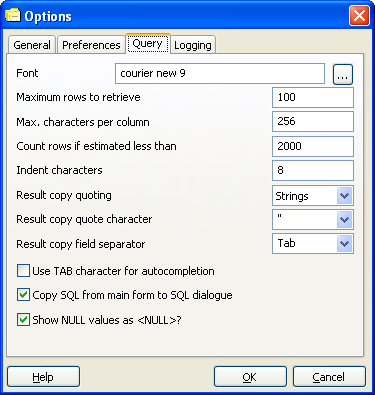 Options
General Preferences Query Logging
Font courier new 9 ...
Maximum rows to retrieve 100
Max. characters per column 256
Count rows if estimated less than 2000
Indent characters 8
Result copy quoting Strings
Result copy quote character "
Result copy field separator Tab
Use TAB character for autocompletion
Copy SQL from main form to SQL dialogue
Show NULL values as <NULL>?
Help OK Cancel